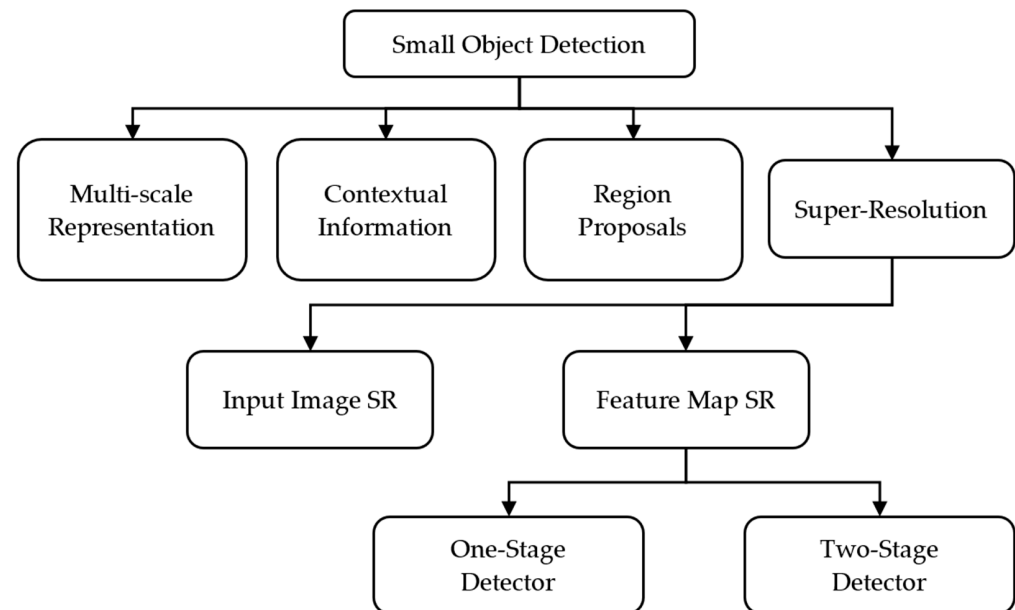 Small Object Detection
Multi-scale
Representation
Contextual
Information
Region
Proposals
Super-Resolution
Input Image SR
Feature Map SR
One-Stage
Detector
Two-Stage
Detector